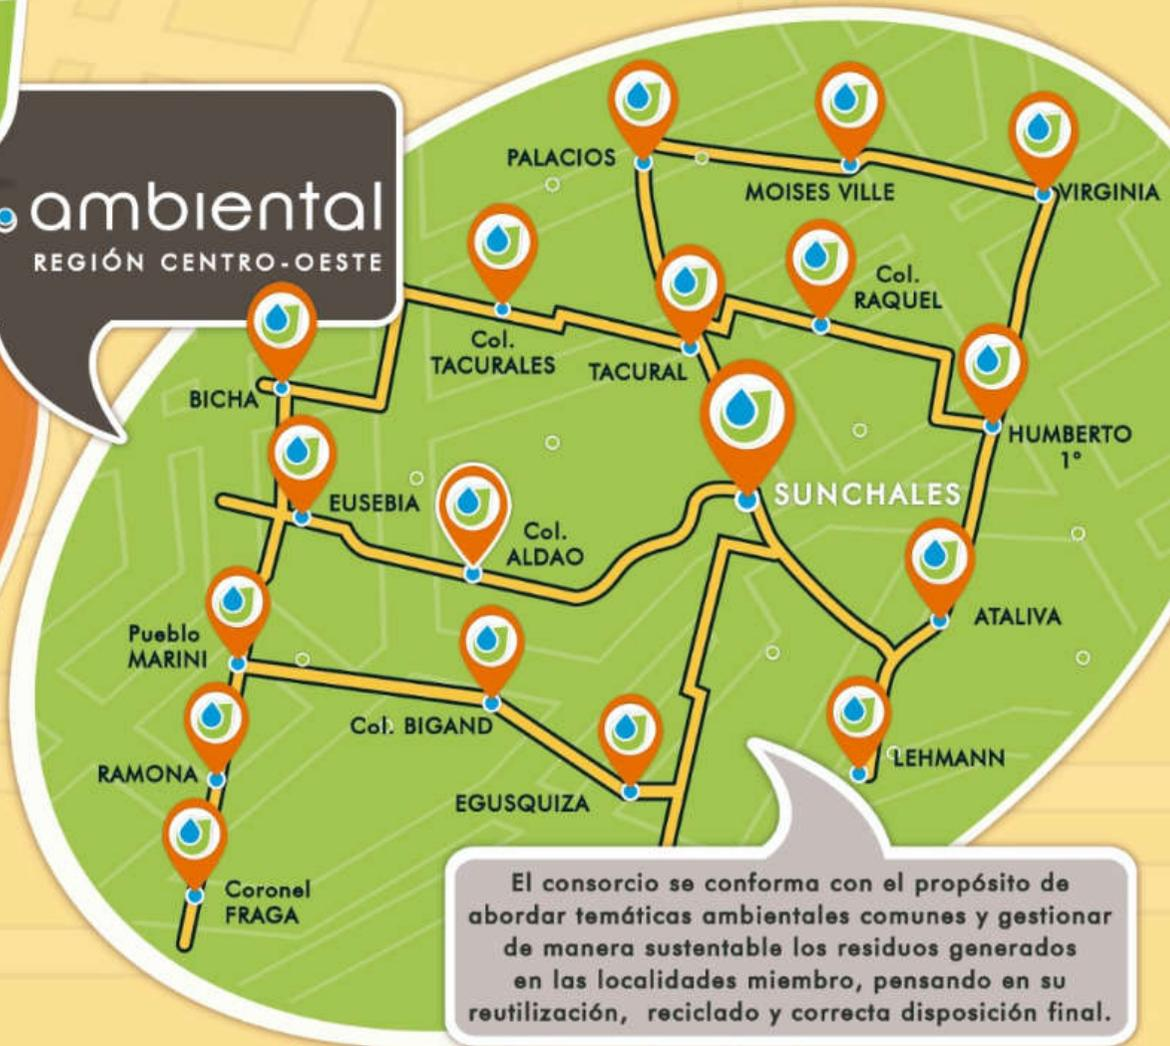 ambiental
REGIÓN CENTRO-OESTE
PALACIOS
MOISES VILLE
VIRGINIA
Col.
TACURALES
TACURAL
Col.
RAQUEL
BICHA
HUMBERTO
1°
EUSEBIA
SUNCHALES
Col.
ALDAO
ATALIVA
Pueblo
MARINI
Col. BIGAND
RAMONA
EGUSQUIZA
LEHMANN
Coronel
FRAGA
El consorcio se conforma con el propósito de
abordar temáticas ambientales comunes y gestionar
de manera sustentable los residuos generados
en las localidades miembro, pensando en su
reutilización, reciclado y correcta disposición final.